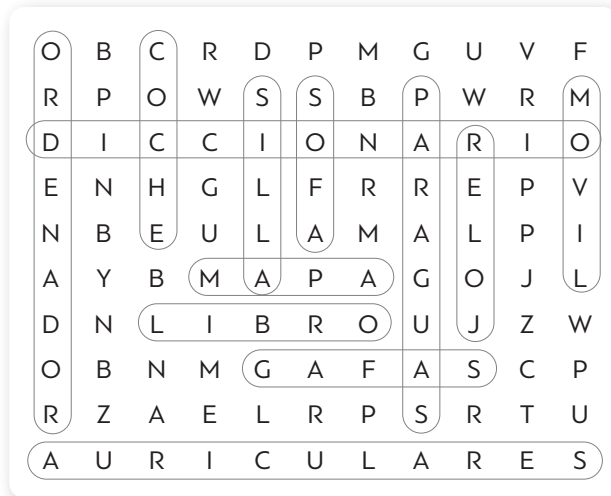 O B C R D P M G U V F
R P O W S S B P W R M
D I C C I O N A R I O
E N H G L F R R E P V
N B E U L A M A L P I
A Y B M A P A G O J L
D N L I B R O U J Z W
O B N M G A F A S C P
R Z A E L R P S R T U
A U R I C U L A R E S